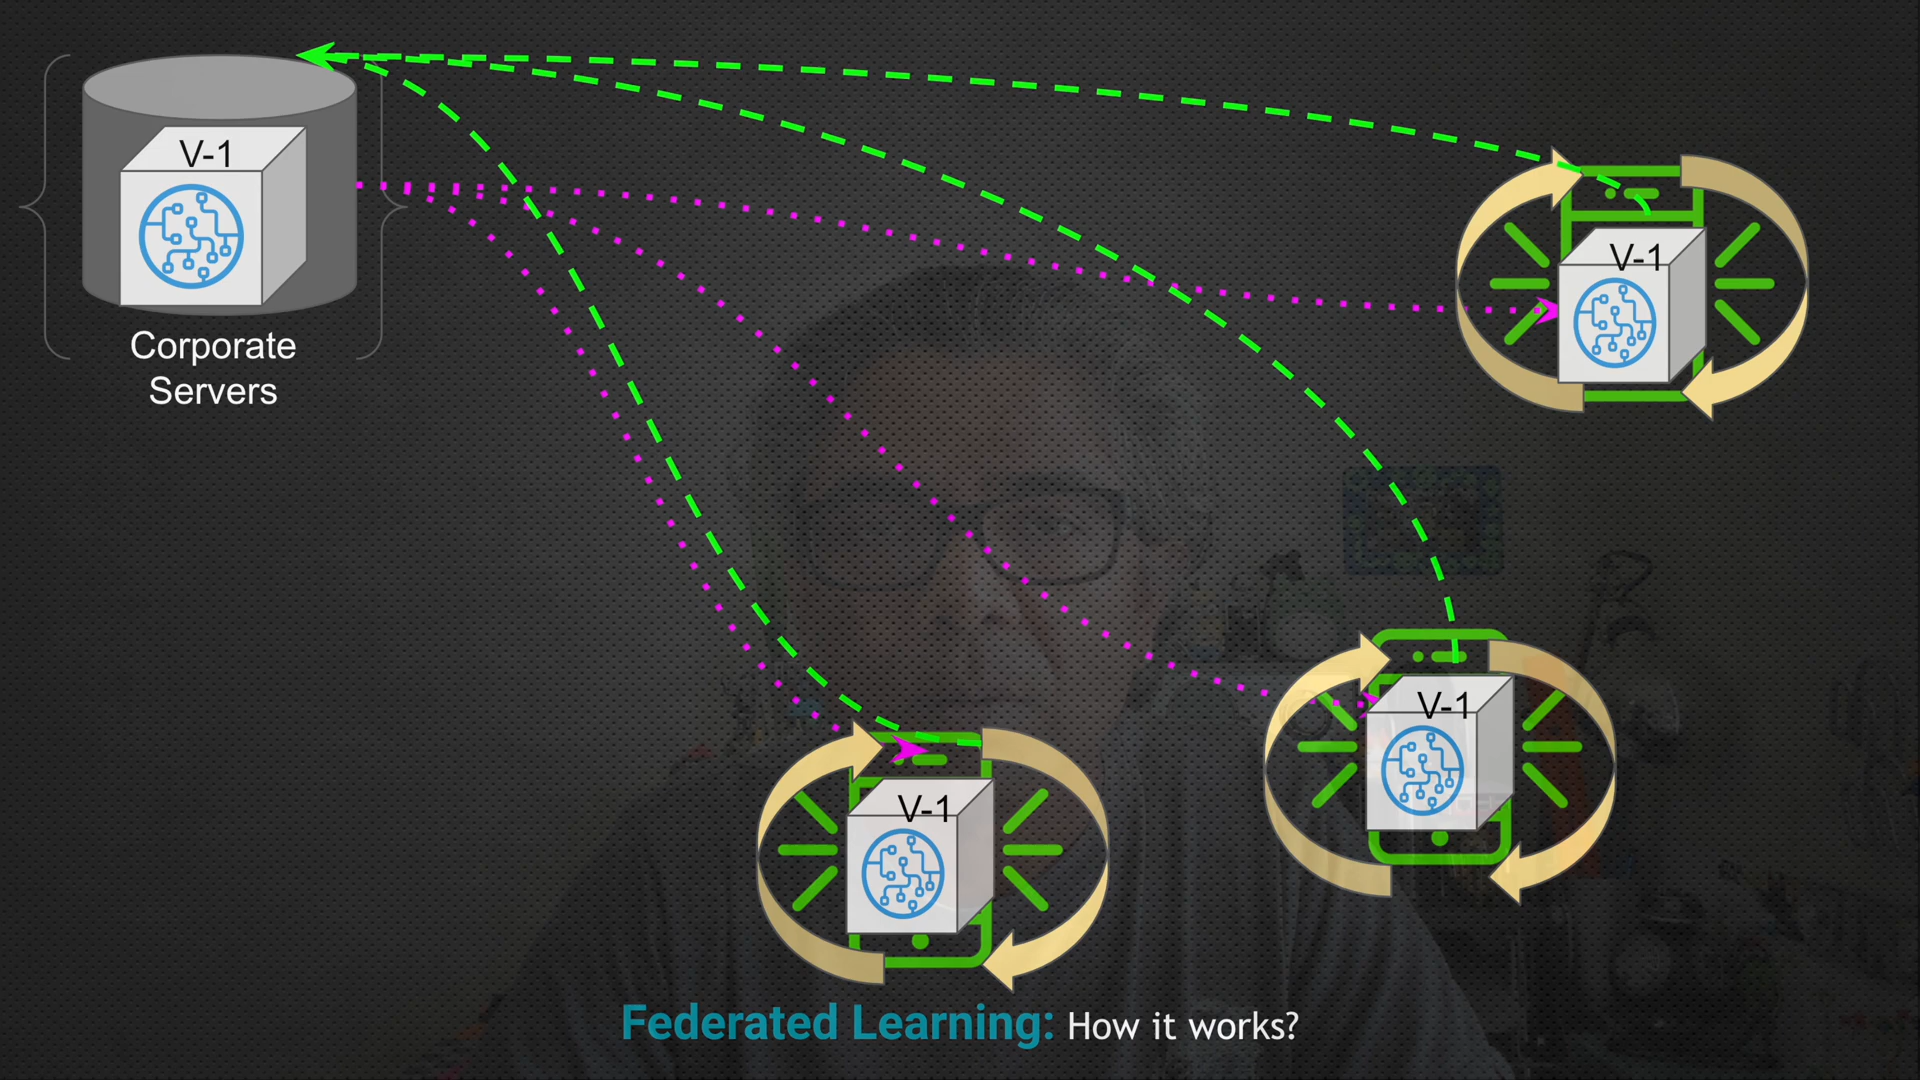 V-1
Corporate
Servers
V-1
V-1
V-1
Federated Learning: How it works?